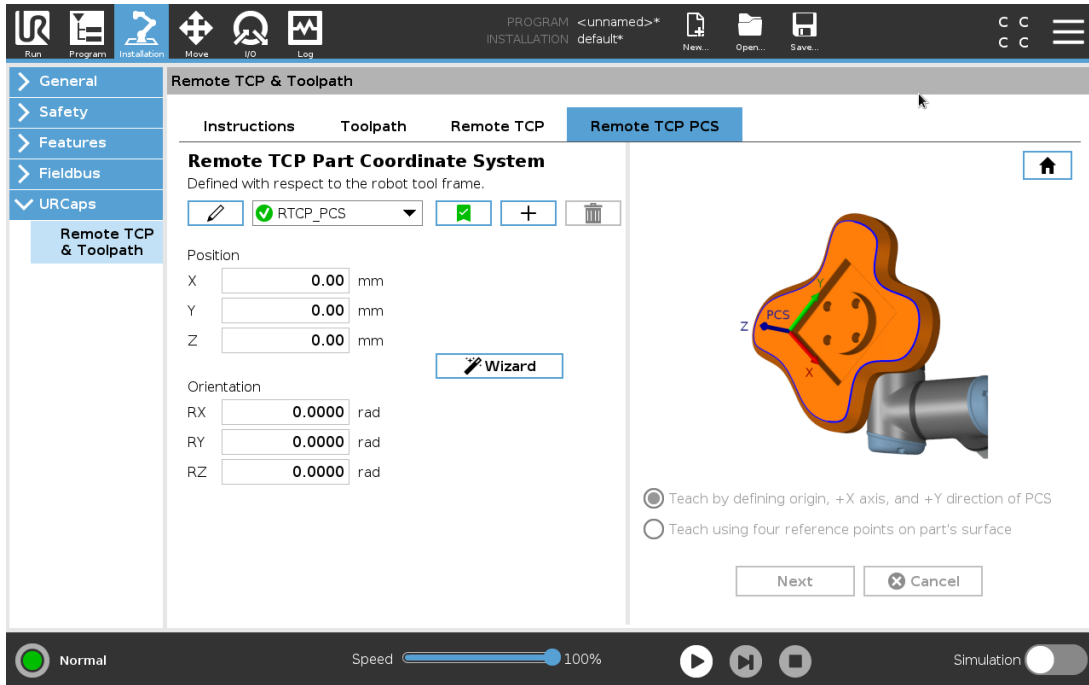 PROGRAM <unnamed>*
INSTALLATION default*
Run Program Installation Move I/O Log New... Open... Save...
C C
C C
General
Safety
Features
Fieldbus
URCaps
Remote TCP
& Toolpath
Remote TCP & Toolpath
Instructions Toolpath Remote TCP Remote TCP PCS
Remote TCP Part Coordinate System
Defined with respect to the robot tool frame.
RTCP_PCS
Position
X 0.00 mm
Y 0.00 mm
Z 0.00 mm
Wizard
Orientation
RX 0.0000 rad
RY 0.0000 rad
RZ 0.0000 rad
Y
PCS
Z
X
Teach by defining origin, +X axis, and +Y direction of PCS
Teach using four reference points on part's surface
Next Cancel
Normal Speed 100% Simulation